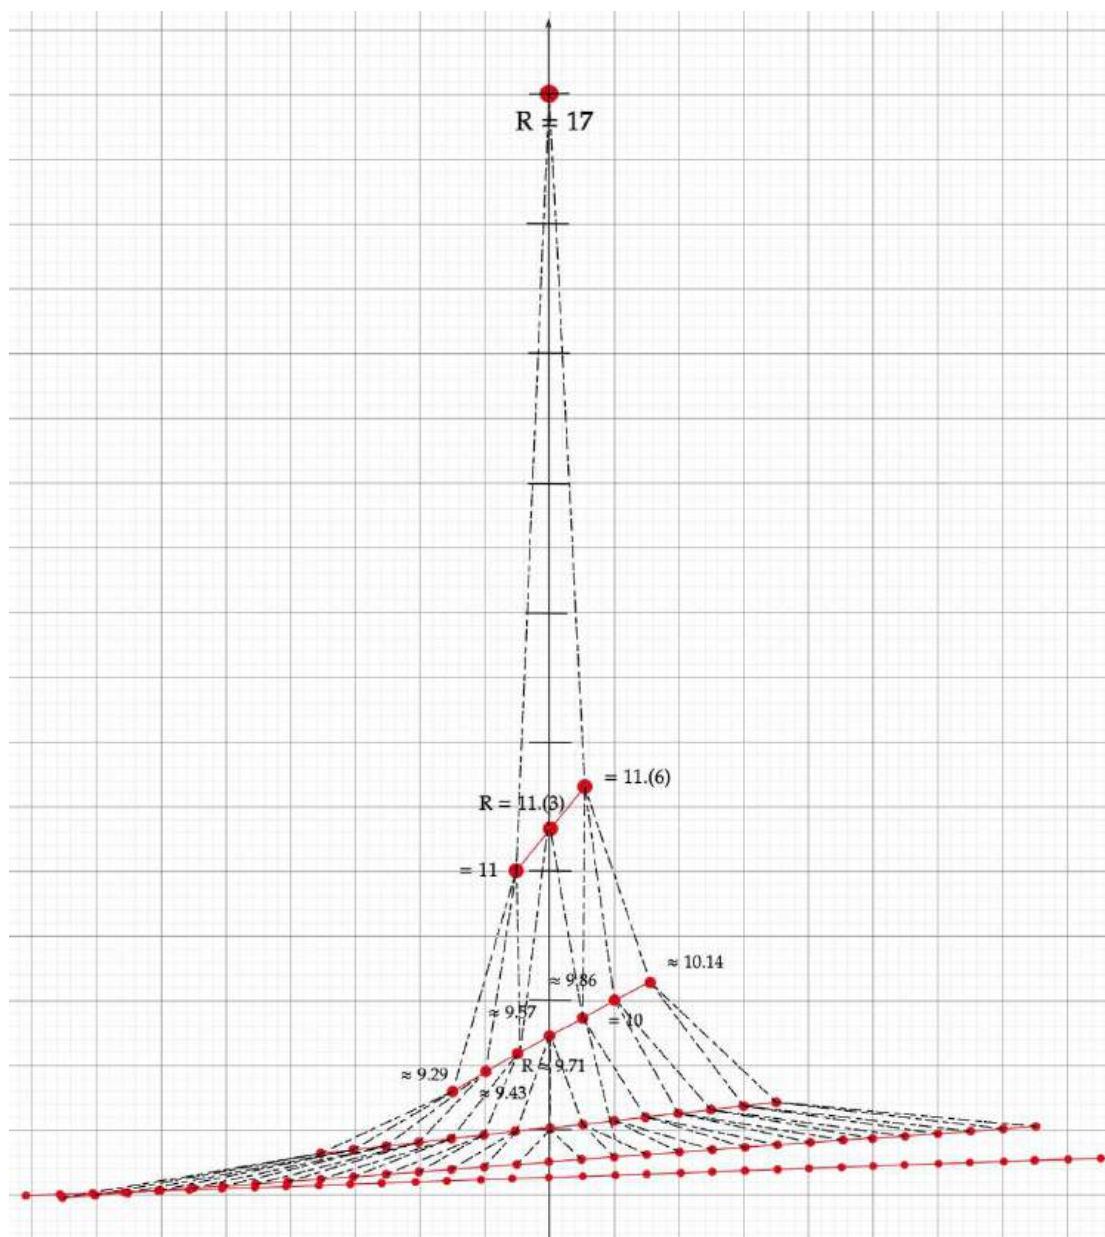 R = 17
= 11.(6)
R = 11.(3)
= 11
≈ 10.14
≈ 9.86
≈ 9.57
= 10
R ≈ 9.71
≈ 9.29
≈ 9.43